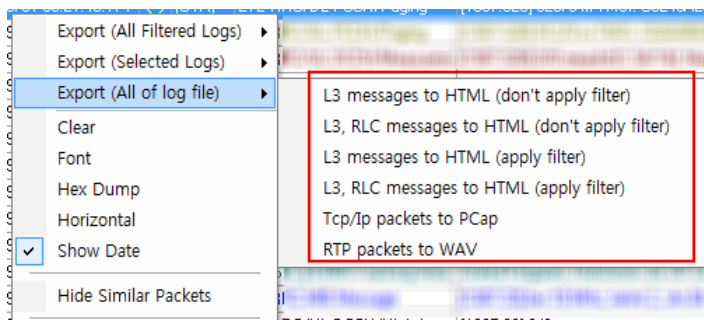 Export (All Filtered Logs)
Export (Selected Logs)
Export (All of log file)
Clear
Font
Hex Dump
Horizontal
Show Date
Hide Similar Packets
L3 messages to HTML (don't apply filter)
L3, RLC messages to HTML (don't apply filter)
L3 messages to HTML (apply filter)
L3, RLC messages to HTML (apply filter)
Tcp/Ip packets to PCap
RTP packets to WAV